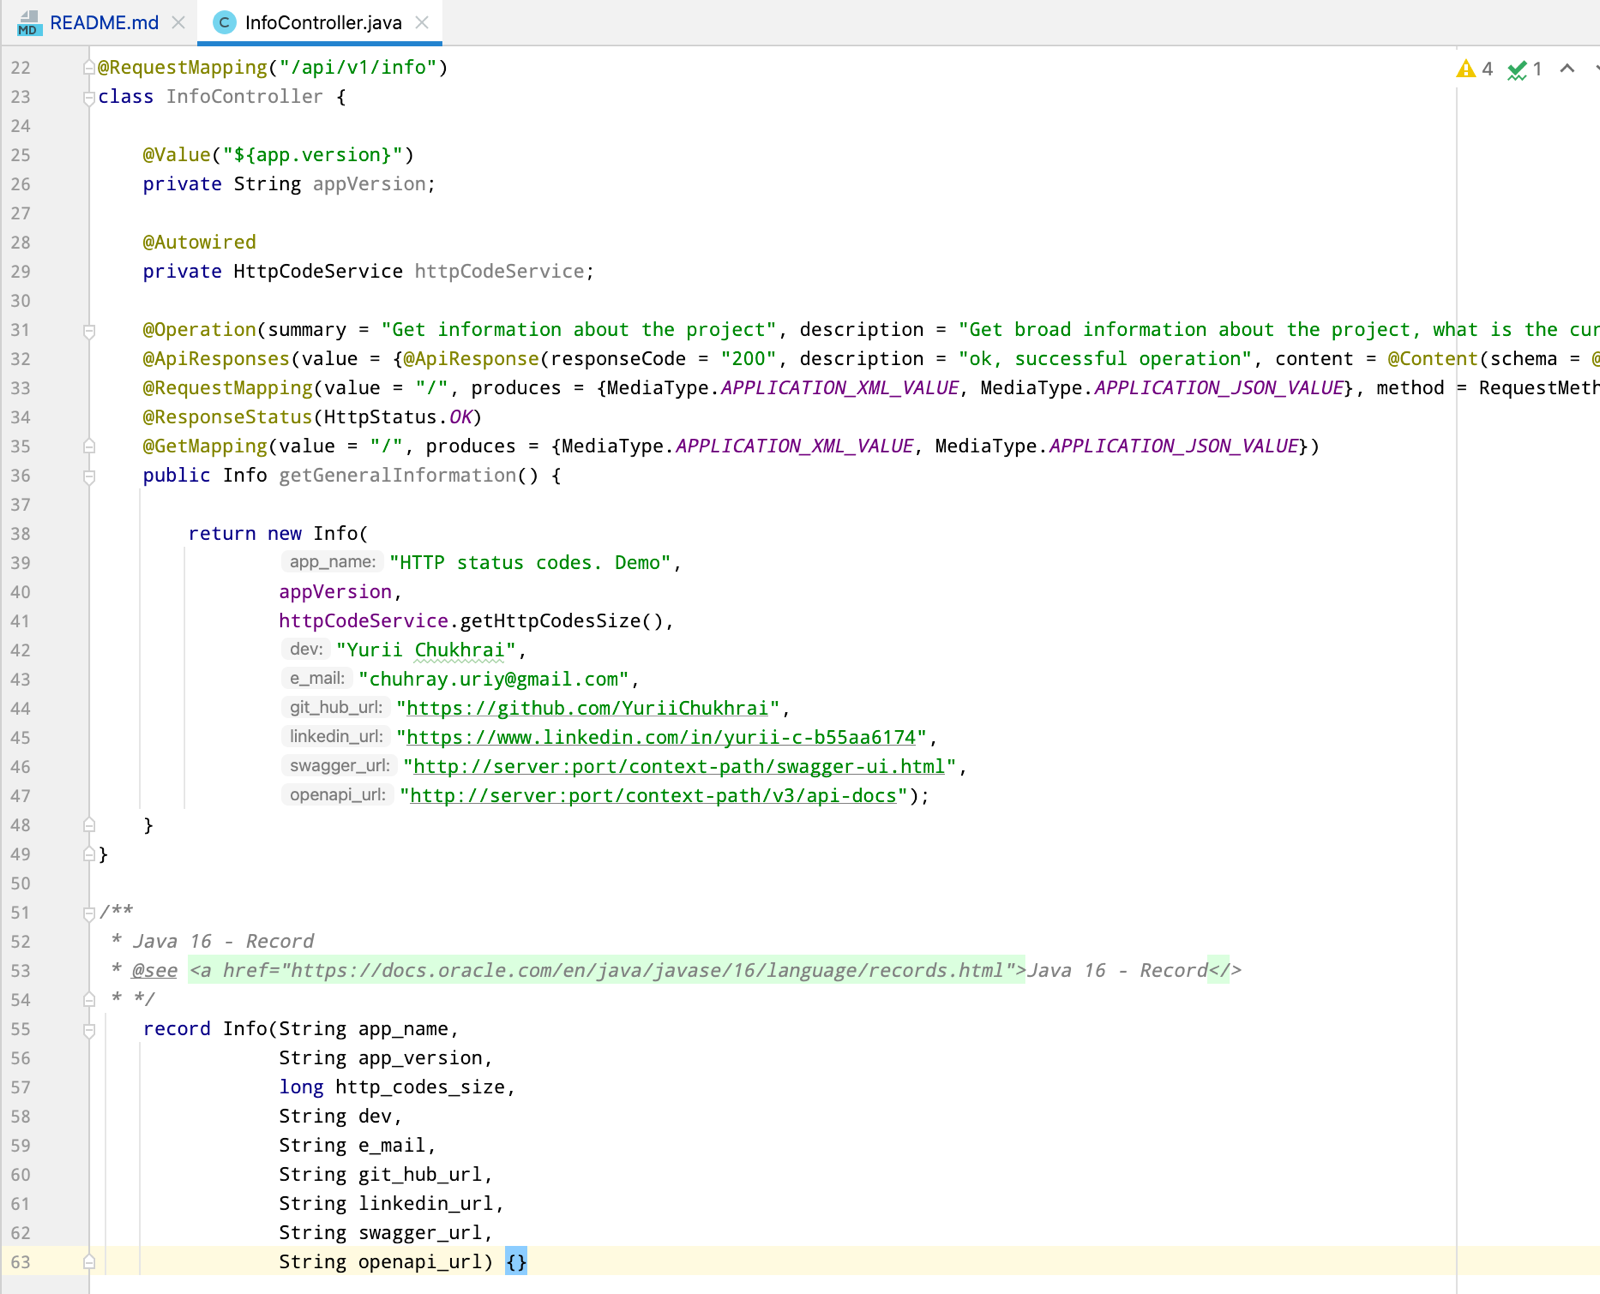 README.md
InfoController.java
4 1
22 @RequestMapping("/api/v1/info")
23 class InfoController {
24
25 @Value("${app.version}")
26 private String appVersion;
27
28 @Autowired
29 private HttpCodeService httpCodeService;
30
31 @Operation(summary = "Get information about the project", description = "Get broad information about the project, what is the cur
32 @ApiResponses(value = {@ApiResponse(responseCode = "200", description = "ok, successful operation", content = @Content(schema = @
33 @RequestMapping(value = "/", produces = {MediaType.APPLICATION_XML_VALUE, MediaType.APPLICATION_JSON_VALUE}, method = RequestMeth
34 @ResponseStatus(HttpStatus.OK)
35 @GetMapping(value = "/", produces = {MediaType.APPLICATION_XML_VALUE, MediaType.APPLICATION_JSON_VALUE})
36 public Info getGeneralInformation() {
37
38 return new Info(
39 app_name: "HTTP status codes. Demo",
40 appVersion,
41 httpCodeService.getHttpCodesSize(),
42 dev: "Yurii Chukhrai",
43 e_mail: "chuhray.uriy@gmail.com",
44 git_hub_url: "https://github.com/YuriiChukhrai",
45 linkedin_url: "https://www.linkedin.com/in/yurii-c-b55aa6174",
46 swagger_url: "http://server:port/context-path/swagger-ui.html",
47 openapi_url: "http://server:port/context-path/v3/api-docs");
48 }
49 }
50
51 /**
52 * Java 16 - Record
53 * @see <a href="https://docs.oracle.com/en/java/javase/16/language/records.html">Java 16 - Record</>
54 * */
55 record Info(String app_name,
56 String app_version,
57 long http_codes_size,
58 String dev,
59 String e_mail,
60 String git_hub_url,
61 String linkedin_url,
62 String swagger_url,
63 String openapi_url) {}